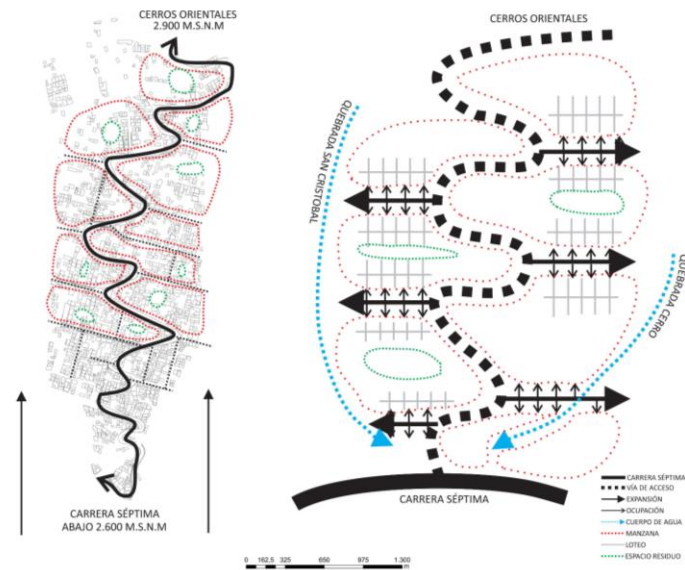 CERROS ORIENTALES
2.900 M.S.N.M
CARRERA SÉPTIMA
ABAJO 2.600 M.S.N.M
CERROS ORIENTALES
QUEBRADA SAN CRISTOBAL
QUEBRADA CERRO
CARRERA SÉPTIMA
CARRERA SÉPTIMA
VÍA DE ACCESO
EXPANSIÓN
OCUPACIÓN
CUERPO DE AGUA
MANZANA
LOTEO
ESPACIO RESIDUO
0 162,5 325 650 975 1.300
m